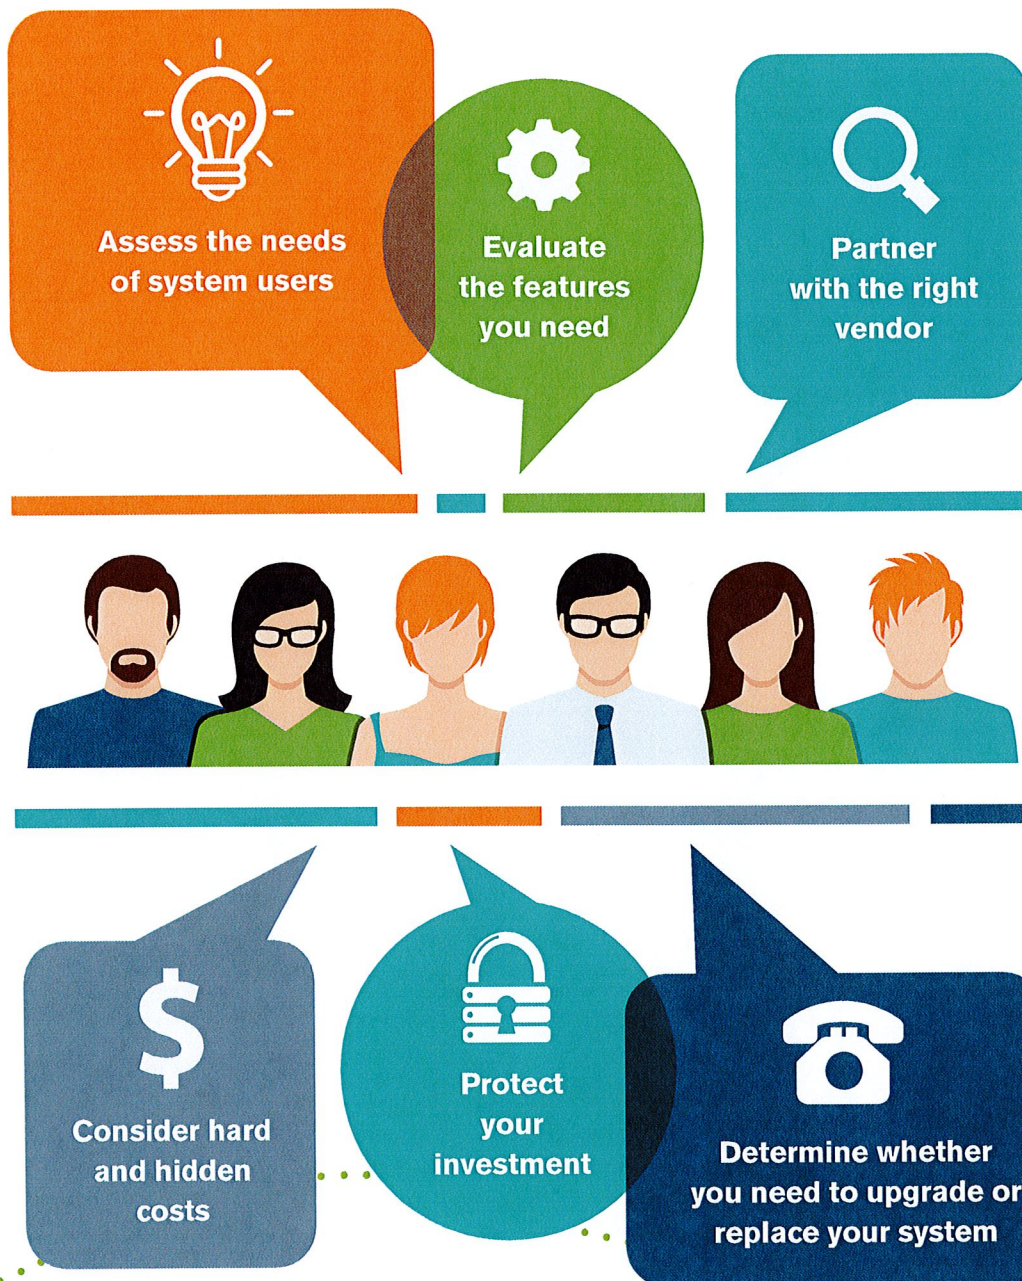 Assess the needs
of system users
Evaluate
the features
you need
Partner
with the right
vendor
$
Consider hard
and hidden
costs
Protect
your
investment
Determine whether
you need to upgrade or
replace your system